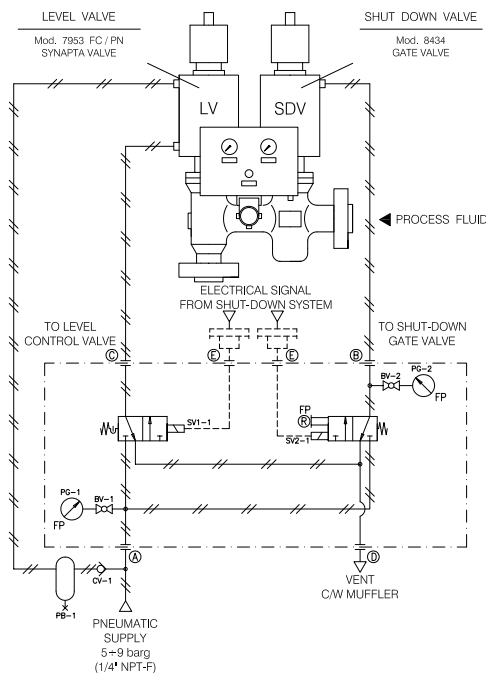 LEVEL VALVE
Mod. 7953 FC / PN
SYNAPTA VALVE
SHUT DOWN VALVE
Mod. 8434
GATE VALVE
LV
SDV
PROCESS FLUID
ELECTRICAL SIGNAL
FROM SHUT-DOWN SYSTEM
TO LEVEL
CONTROL VALVE
TO SHUT-DOWN
GATE VALVE
C
E
E
B
BV-2
PG-2
FP
SV1-1
FP
R
SV2-1
PG-1
BV-1
FP
A
D
CV-1
PB-1
VENT
C/W MUFFLER
PNEUMATIC
SUPPLY
5÷9 barg
(1/4" NPT-F)